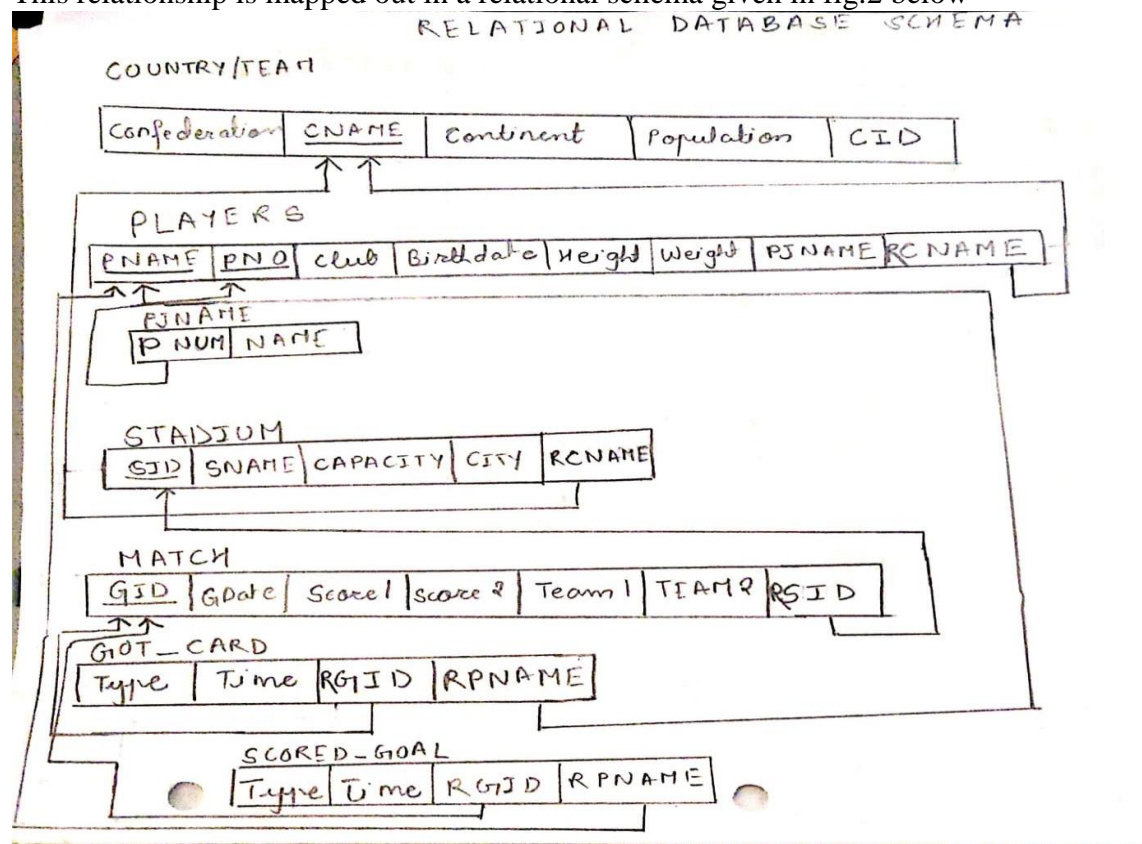 This relationship is mapped out in a relational schema given in fig.2 below
RELATIONAL DATABASE SCHEMA
COUNTRY/TEAM
Confederation CNAME Continent Population CID
PLAYERS
PNAME PNO Club Birthdate Height Weight PJNAME RCNAME
PJNAME
PNUM NAME
STADIUM
SID SNAME CAPACITY CITY RCNAME
MATCH
GID GDate Score1 Score2 Team1 TEAM2 RSID
GOT_CARD
Type Time RGID RPNAME
SCORED_GOAL
Type Time RGID RPNAME